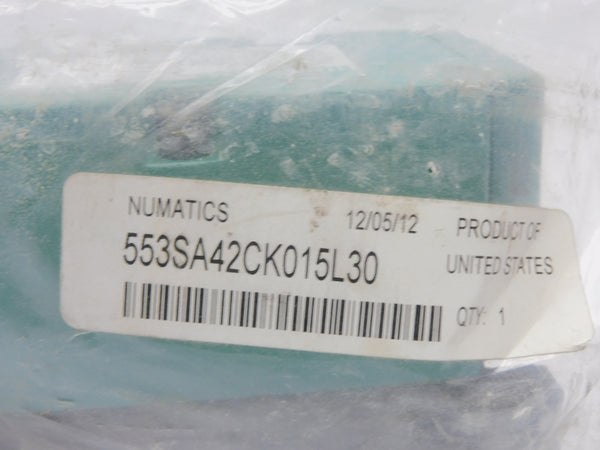 NUMATICS 12/05/12 PRODUCT OF
553SA42CK015L30 UNITED STATES
QTY: 1